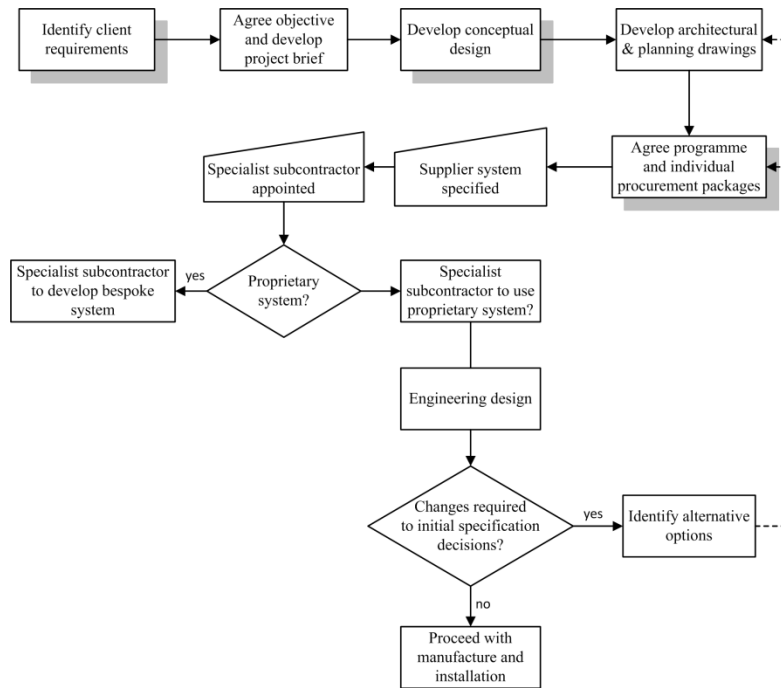 Identify client
requirements
Agree objective
and develop
project brief
Develop conceptual
design
Develop architectural
& planning drawings
Agree programme
and individual
procurement packages
Supplier system
specified
Specialist subcontractor
appointed
Proprietary
system?
yes
Specialist subcontractor
to develop bespoke
system
Specialist
subcontractor to use
proprietary system?
Engineering design
Changes required
to initial specification
decisions?
yes
Identify alternative
options
no
Proceed with
manufacture and
installation